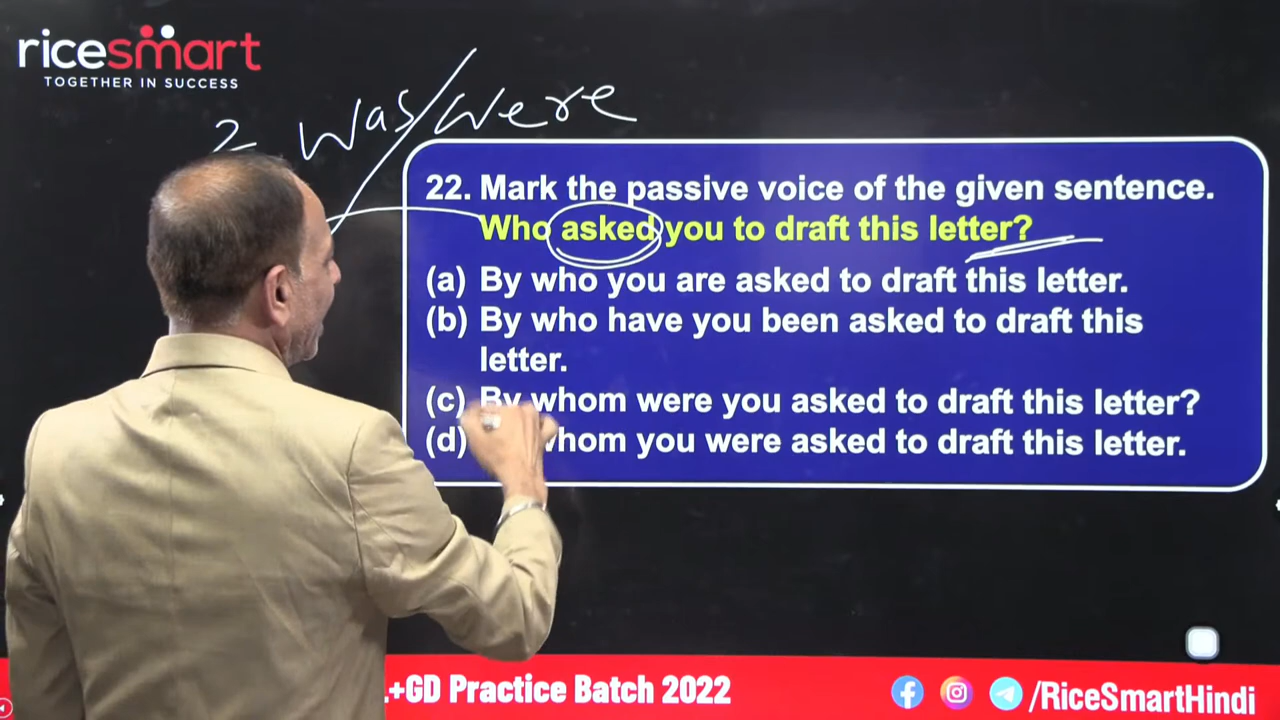 ricesmart
TOGETHER IN SUCCESS
2 Was/Were
22. Mark the passive voice of the given sentence.
Who asked you to draft this letter?
(a) By who you are asked to draft this letter.
(b) By who have you been asked to draft this
letter.
(c) By whom were you asked to draft this letter?
(d) whom you were asked to draft this letter.
+GD Practice Batch 2022
/RiceSmartHindi